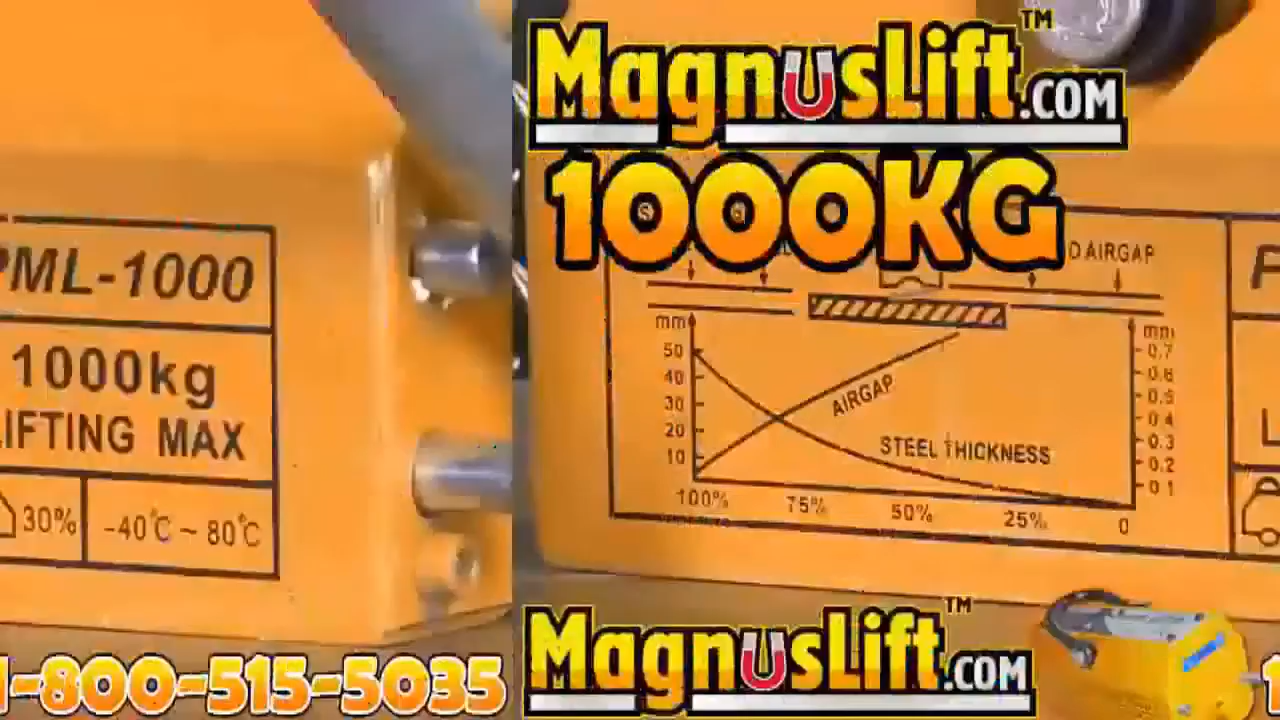 PML-1000
1000kg
LIFTING MAX
30%
-40℃ ~ 80℃
1-800-515-5035
MagnusLift.com™
1000KG
AIRGAP
mm
50
40
30
20
10
mm
0.7
0.6
0.5
0.4
0.3
0.2
0.1
AIRGAP
STEEL THICKNESS
100% 75% 50% 25% 0
MagnusLift.com™